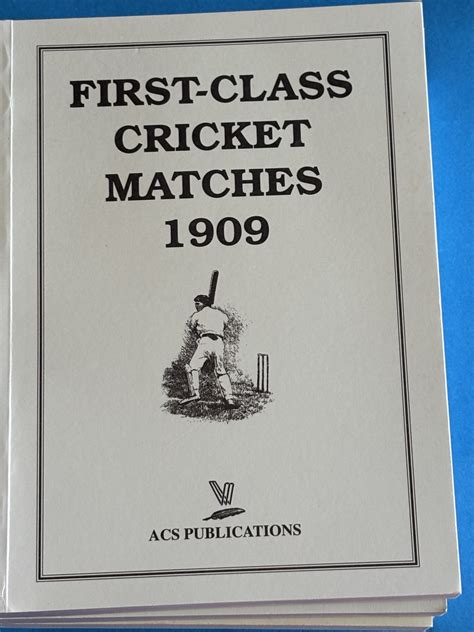 FIRST-CLASS
CRICKET
MATCHES
1909
ACS PUBLICATIONS